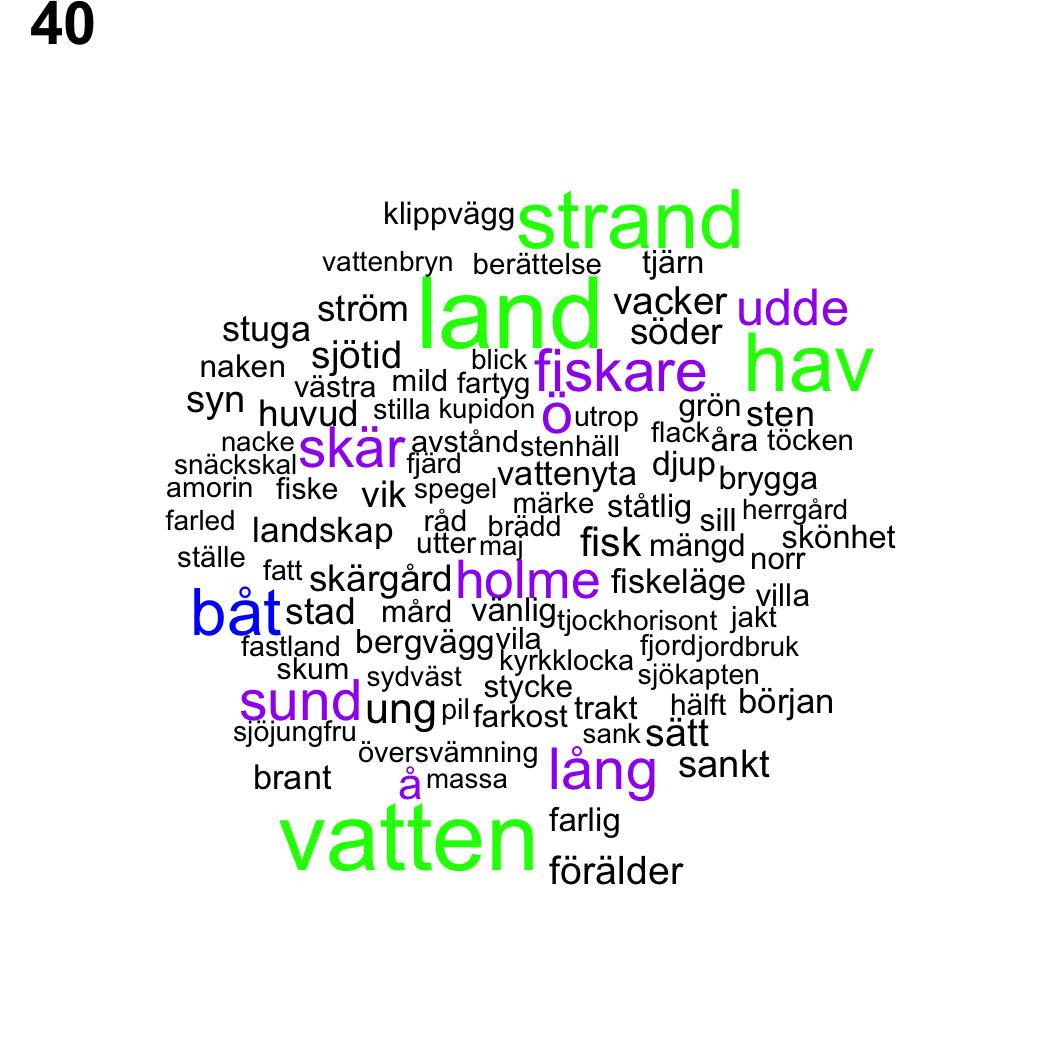 40
klippvägg strand
vattenbryn berättelse tjärn
ström land vacker udde
stuga söder
naken sjötid blick fiskare hav
västra mild fartyg
syn huvud stilla kupidon ö utrop grön sten
nacke skär avstånd stenhäll flack åra töcken
snäckskal fjärd vattenyta djup brygga
amorin fiske vik spegel märke ståtlig herrgård
farled landskap råd brädd sill skönhet
utter maj fisk mängd norr
ställe fatt skärgård holme fiskeläge villa
båt stad mård vänlig tjockhorisont jakt
fastland bergvägg vila fjord jordbruk
skum sydväst kyrkklocka sjökapten
sund ung pil stycke farkost trakt hälft början
sjöjungfru sank sätt
översvämning
brant å massa lång sankt
vatten farlig
förälder